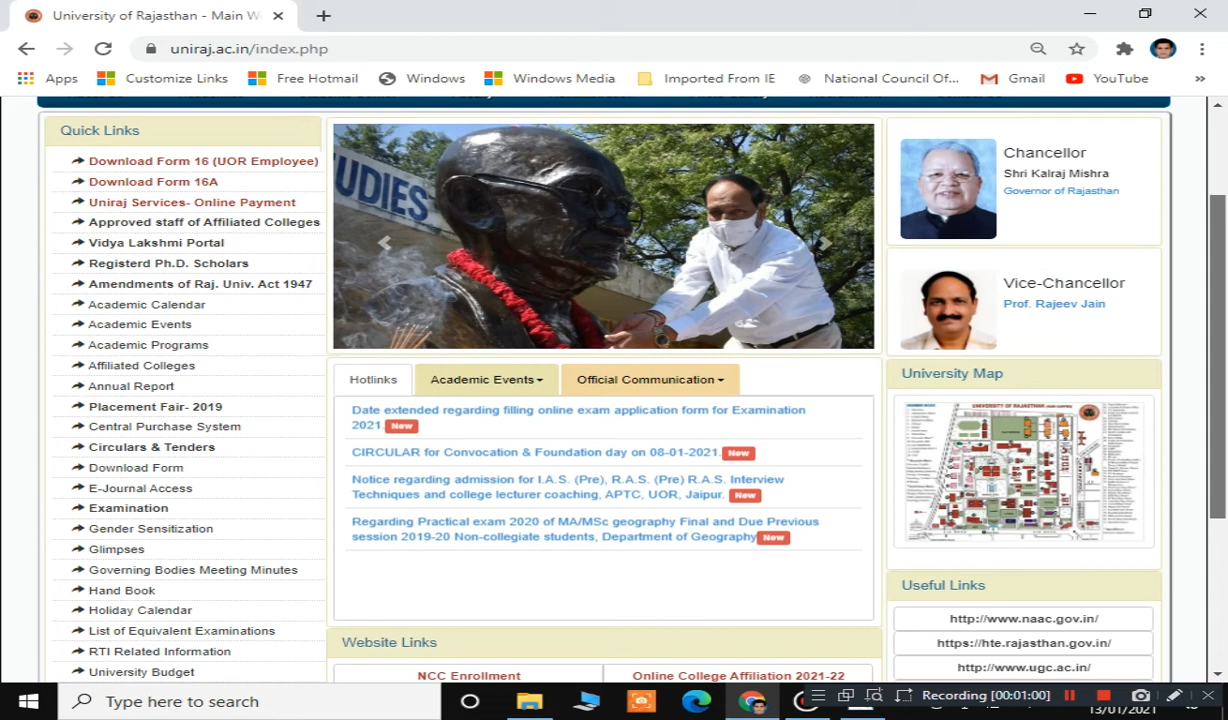 University of Rajasthan - Main W
uniraj.ac.in/index.php
Apps
Customize Links
Free Hotmail
Windows
Windows Media
Imported From IE
National Council Of...
Gmail
YouTube
»
Quick Links
Download Form 16 (UOR Employee)
Download Form 16A
Uniraj Services- Online Payment
Approved staff of Affiliated Colleges
Vidya Lakshmi Portal
Registerd Ph.D. Scholars
Amendments of Raj. Univ. Act 1947
Academic Calendar
Academic Events
Academic Programs
Affiliated Colleges
Annual Report
Placement Fair- 2019
Central Purchase System
Circulars & Tenders
Download Form
E-Journal Access
Examination
Gender Sensitization
Glimpses
Governing Bodies Meeting Minutes
Hand Book
Holiday Calendar
List of Equivalent Examinations
RTI Related Information
University Budget
UDIES
Hotlinks
Academic Events
Official Communication
Date extended regarding filling online exam application form for Examination
2021. New
CIRCULAR for Convocation & Foundation day on 08-01-2021. New
Notice regarding admission for I.A.S. (Pre), R.A.S. (Pre) R.A.S. Interview
Techniques and college lecturer coaching, APTC, UOR, Jaipur. New
Regarding Practical exam 2020 of MA/MSc geography Final and Due Previous
session 2019-20 Non-collegiate students, Department of Geography New
Website Links
NCC Enrollment
Online College Affiliation 2021-22
Chancellor
Shri Kalraj Mishra
Governor of Rajasthan
Vice-Chancellor
Prof. Rajeev Jain
University Map
UNIVERSITY OF RAJASTHAN
Useful Links
http://www.naac.gov.in/
https://hte.rajasthan.gov.in/
http://www.ugc.ac.in/
Type here to search
Recording [00:01:00]
13/01/2021